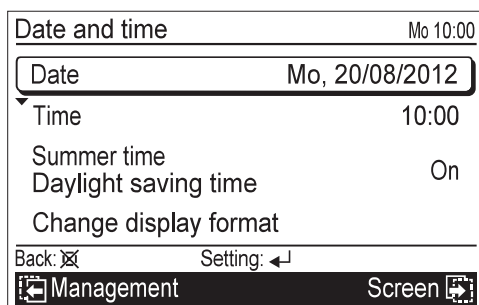 Date and time Mo 10:00
Date Mo, 20/08/2012
Time 10:00
Summer time
Daylight saving time On
Change display format
Back: Setting:
Management Screen